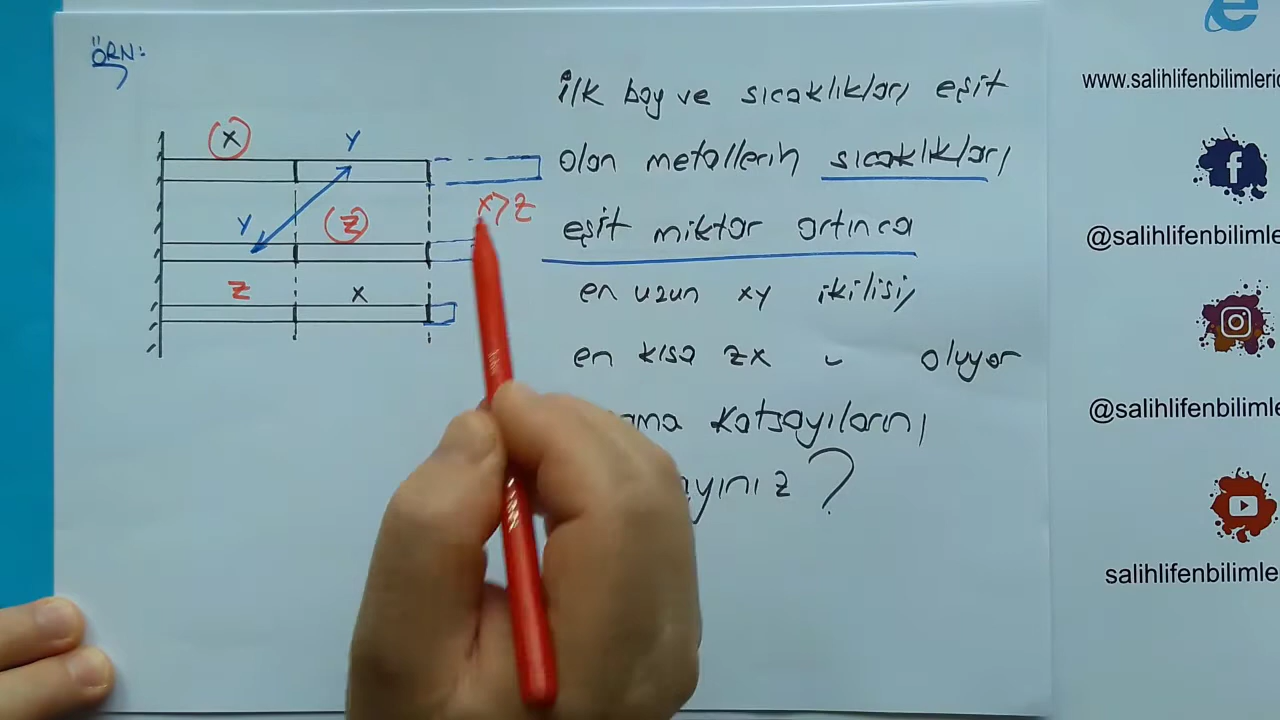 ÖRN:
X Y
Y Z
Z X
x>z
ilk boy ve sıcaklıkları eşit
olan metallerin sıcaklıkları
eşit miktar artınca
en uzun xy ikilisi,
en kısa zx ᴗ oluyor
katsayılarını
?
www.salihlifenbilimleric
@salihlifenbilimle
@salihlifenbilimle
salihlifenbilimle